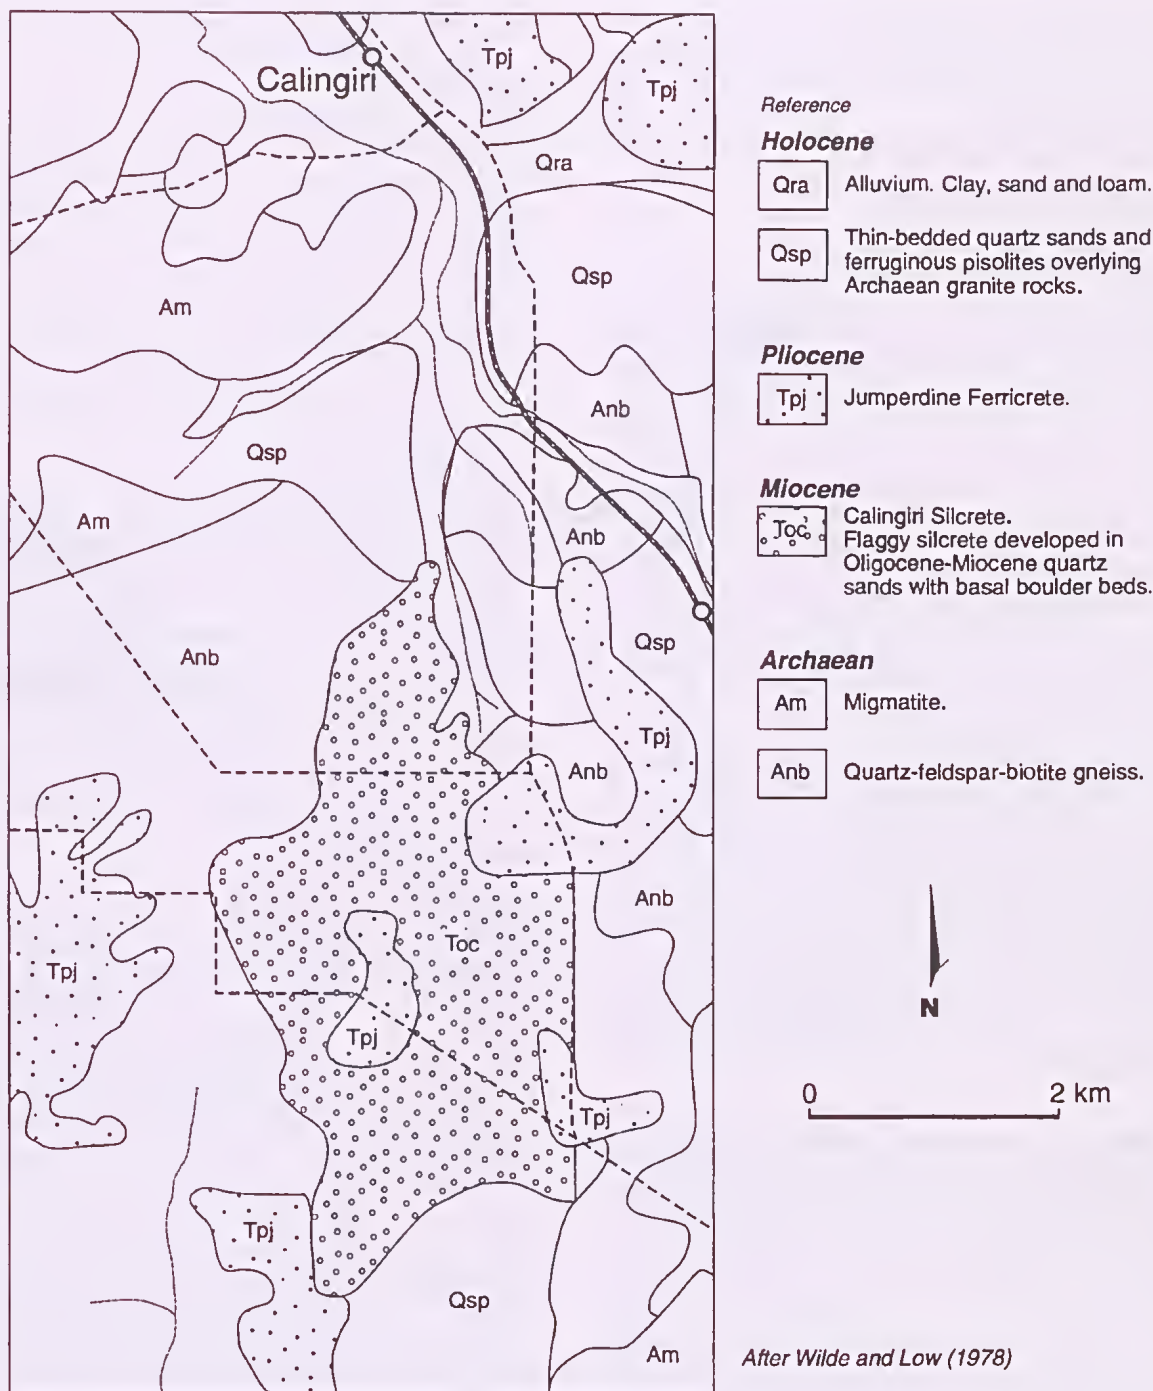 Calingiri
Tpj
Tpj
Qra
Qsp
Am
Anb
Qsp
Am
Anb
Anb
Qsp
Tpj
Anb
Anb
Toc
Tpj
Tpj
Tpj
Tpj
Qsp
Am
Reference
Holocene
Qra Alluvium. Clay, sand and loam.
Qsp Thin-bedded quartz sands and
ferruginous pisolites overlying
Archaean granite rocks.
Pliocene
Tpj Jumperdine Ferricrete.
Miocene
Toc Calingiri Silcrete.
Flaggy silcrete developed in
Oligocene-Miocene quartz
sands with basal boulder beds.
Archaean
Am Migmatite.
Anb Quartz-feldspar-biotite gneiss.
N
0 2 km
After Wilde and Low (1978)